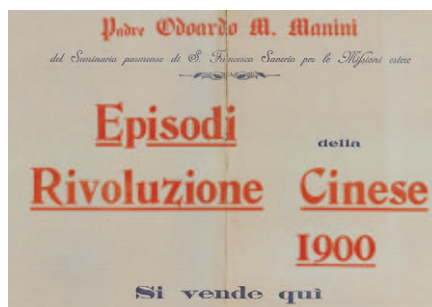 Padre Odoardo M. Manini
del Seminario parmense di S. Francesco Saverio per le Missioni estere
Episodi della
Rivoluzione Cinese
1900
Si vende quì